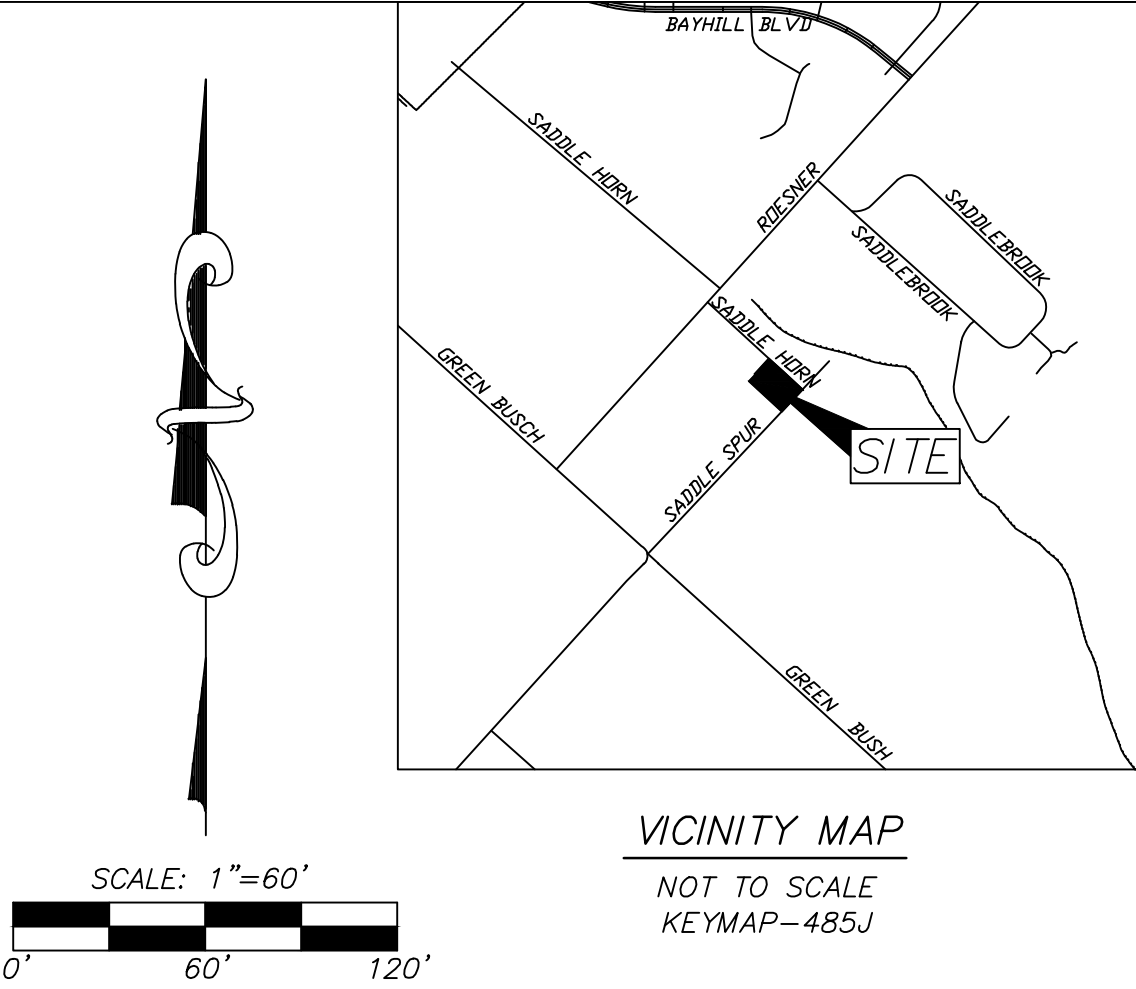 BAYHILL BLVD
SADDLE HORN
ROESNER
SADDLEBROOK
SADDLEBROOK
SADDLE HORN
GREEN BUSCH
SADDLE SPUR
SITE
GREEN BUSH
VICINITY MAP
NOT TO SCALE
KEYMAP-485J
SCALE: 1"=60'
0' 60' 120'